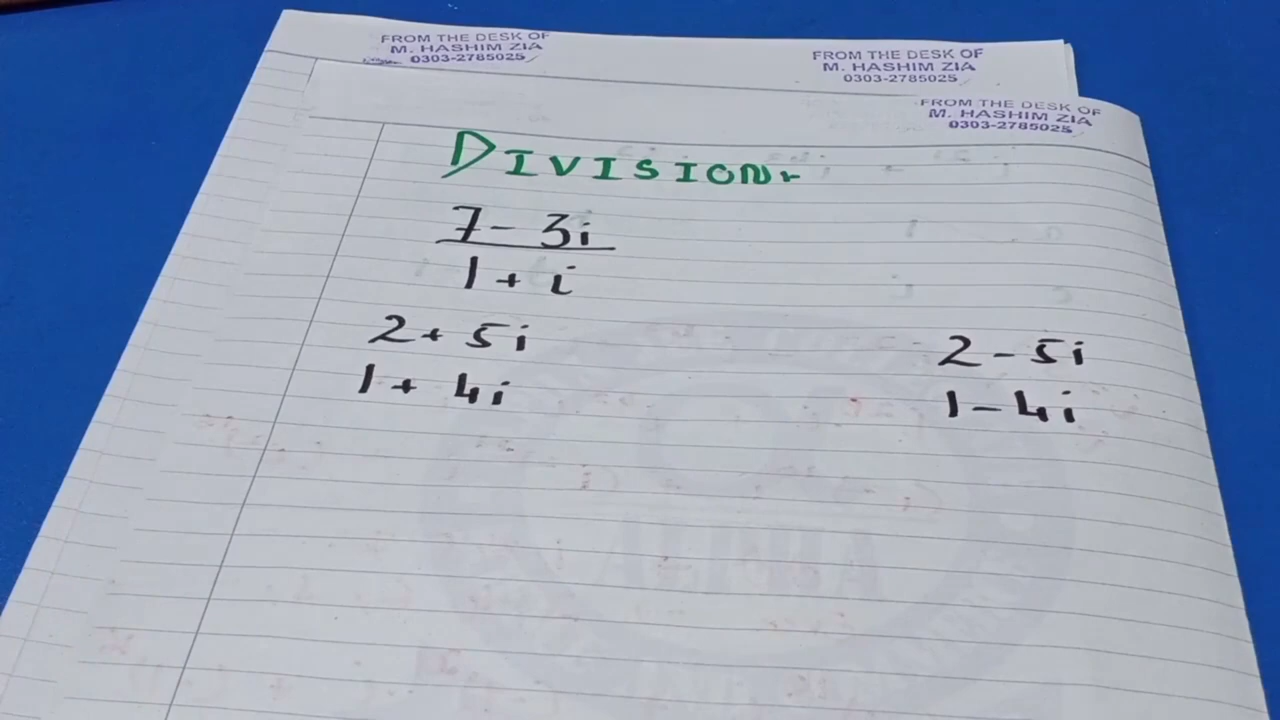 FROM THE DESK OF
M. HASHIM ZIA
0303-2785025
FROM THE DESK OF
M. HASHIM ZIA
0303-2785025
FROM THE DESK OF
M. HASHIM ZIA
0303-2785025
DIVISION:-
7 - 3i
1 + i
2 + 5i 2 - 5i
1 + 4i 1 - 4i